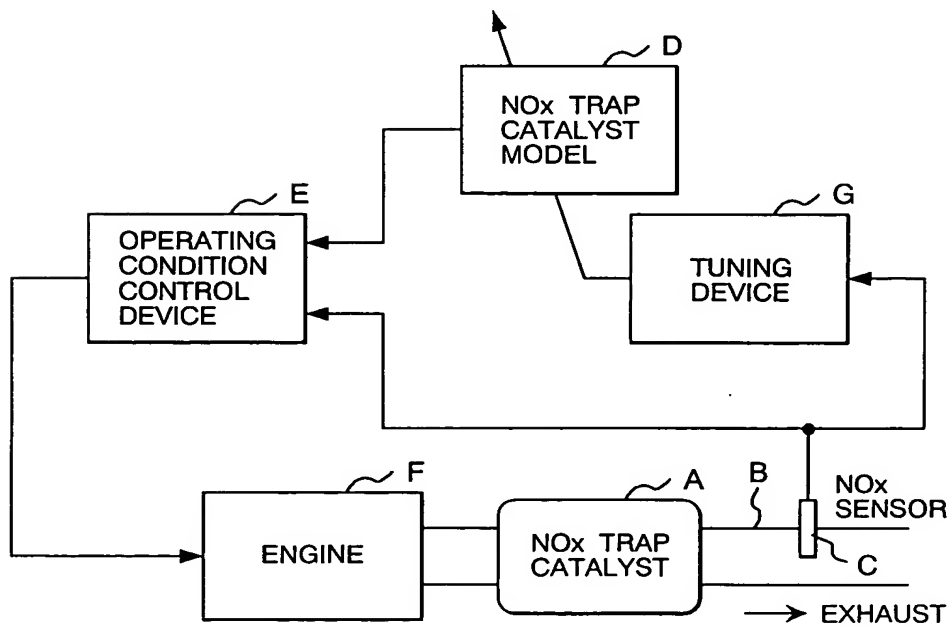 D
NOx TRAP
CATALYST
MODEL
E
OPERATING
CONDITION
CONTROL
DEVICE
G
TUNING
DEVICE
F
ENGINE
A
NOx TRAP
CATALYST
B
NOx
SENSOR
C
EXHAUST